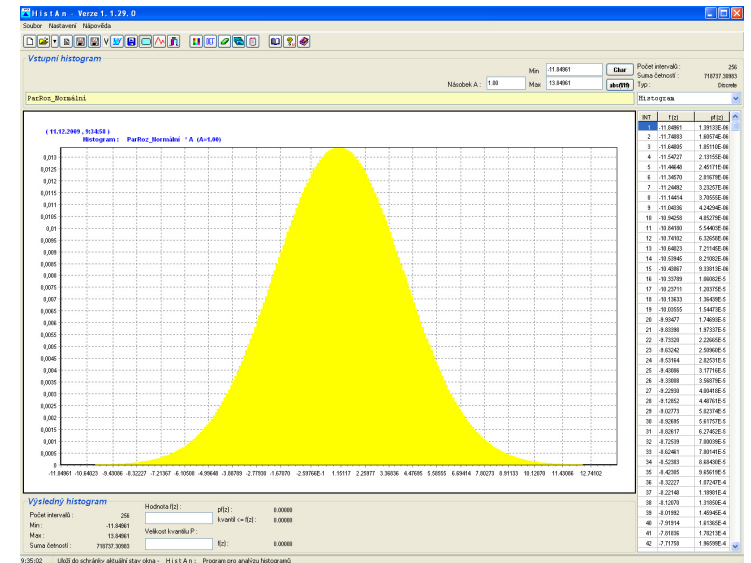 HistAn - Verze 1. 1.29. 0
Soubor Nastavení Nápověda
Vstupní histogram
Min -11.84961 Char
Násobek A : 1.00 Max 13.84961
Počet intervalů : 256
Suma četností : 718737.30983
Typ : Discrete
ParRoz_Normální
Histogram
( 11.12.2009 , 9:34:58 )
Histogram : ParRoz_Normální * A (A=1.00)
0,013
0,0125
0,012
0,0115
0,011
0,0105
0,01
0,0095
0,009
0,0085
0,008
0,0075
0,007
0,0065
0,006
0,0055
0,005
0,0045
0,004
0,0035
0,003
0,0025
0,002
0,0015
0,001
0,0005
0
-11.84961 -10.64023 -9.43086 -8.32227 -7.21367 -6.10508 -4.99648 -3.88789 -2.77930 -1.67070 -2.59766E-1 1.15117 2.25977 3.36836 4.47695 5.58555 6.69414 7.80273 8.91133 10.12070 11.43086 12.74102
INT f (z) pf (z)
1 -11.84961 1.39133E-06
2 -11.74883 1.60574E-06
3 -11.64805 1.85110E-06
4 -11.54727 2.13155E-06
5 -11.44648 2.45171E-06
6 -11.34570 2.81679E-06
7 -11.24492 3.23257E-06
8 -11.14414 3.70555E-06
9 -11.04336 4.24294E-06
10 -10.94258 4.85279E-06
11 -10.84180 5.54403E-06
12 -10.74102 6.32658E-06
13 -10.64023 7.21145E-06
14 -10.53945 8.21082E-06
15 -10.43867 9.33813E-06
16 -10.33789 1.06082E-5
17 -10.23711 1.20375E-5
18 -10.13633 1.36439E-5
19 -10.03555 1.54473E-5
20 -9.93477 1.74693E-5
21 -9.83398 1.97337E-5
22 -9.73320 2.22665E-5
23 -9.63242 2.50960E-5
24 -9.53164 2.82531E-5
25 -9.43086 3.17716E-5
26 -9.33008 3.56879E-5
27 -9.22930 4.00418E-5
28 -9.12852 4.48761E-5
29 -9.02773 5.02374E-5
30 -8.92695 5.61757E-5
31 -8.82617 6.27452E-5
32 -8.72539 7.00039E-5
33 -8.62461 7.80141E-5
34 -8.52383 8.68430E-5
35 -8.42305 9.65619E-5
36 -8.32227 1.07247E-4
37 -8.22148 1.18981E-4
38 -8.12070 1.31850E-4
39 -8.01992 1.45945E-4
40 -7.91914 1.61365E-4
41 -7.81836 1.78213E-4
42 -7.71758 1.96599E-4
Výsledný histogram
Počet intervalů : 256
Min : -11.84961
Max : 13.84961
Suma četností : 718737.30983
Hodnota f(z) :
pf(z) : 0.00000
kvantil <= f(z) : 0.00000
Velikost kvantilu P :
f(z) : 0.00000
9:35:02 Uloží do schránky aktuální stav okna - HistAn : Program pro analýzu histogramů